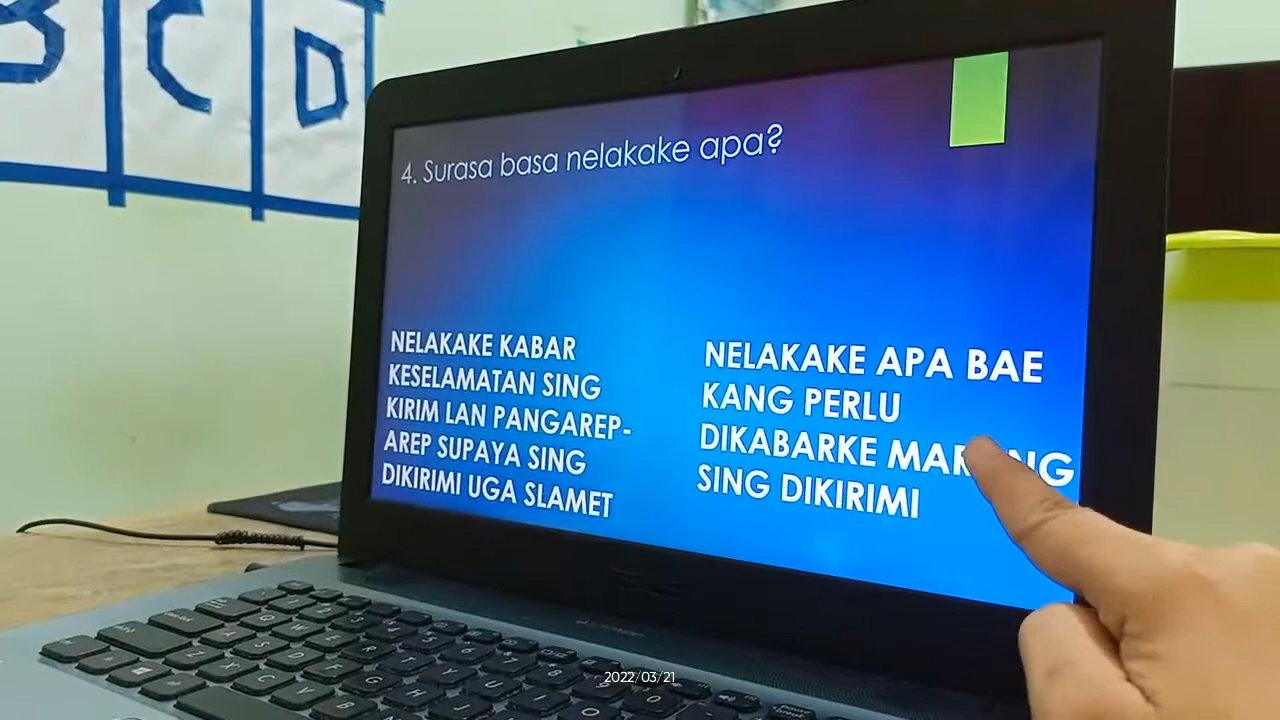 B C D
4. Surasa basa nelakake apa?
NELAKAKE KABAR
KESELAMATAN SING
KIRIM LAN PANGAREP-
AREP SUPAYA SING
DIKIRIMI UGA SLAMET
NELAKAKE APA BAE
KANG PERLU
DIKABARKE
SING DIKIRIMI
2022/03/21